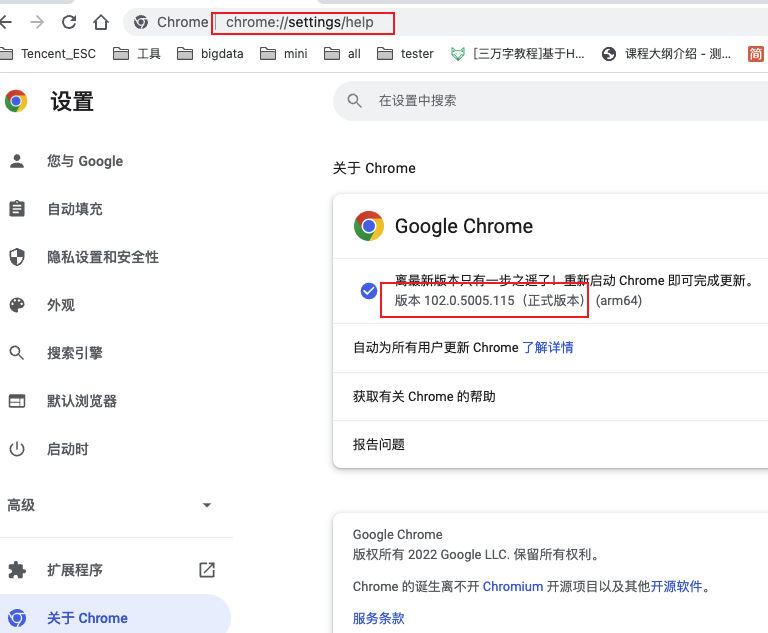 Chrome | chrome://settings/help
Tencent_ESC 工具 bigdata mini all tester [三万字教程]基于H... 课程大纲介绍 - 测... 简
设置
在设置中搜索
您与 Google
自动填充
隐私设置和安全性
外观
搜索引擎
默认浏览器
启动时
高级
扩展程序
关于 Chrome
关于 Chrome
Google Chrome
离最新版本只有一步之遥了！重新启动 Chrome 即可完成更新。
版本 102.0.5005.115（正式版本） (arm64)
自动为所有用户更新 Chrome 了解详情
获取有关 Chrome 的帮助
报告问题
Google Chrome
版权所有 2022 Google LLC. 保留所有权利。
Chrome 的诞生离不开 Chromium 开源项目以及其他开源软件。
服务条款